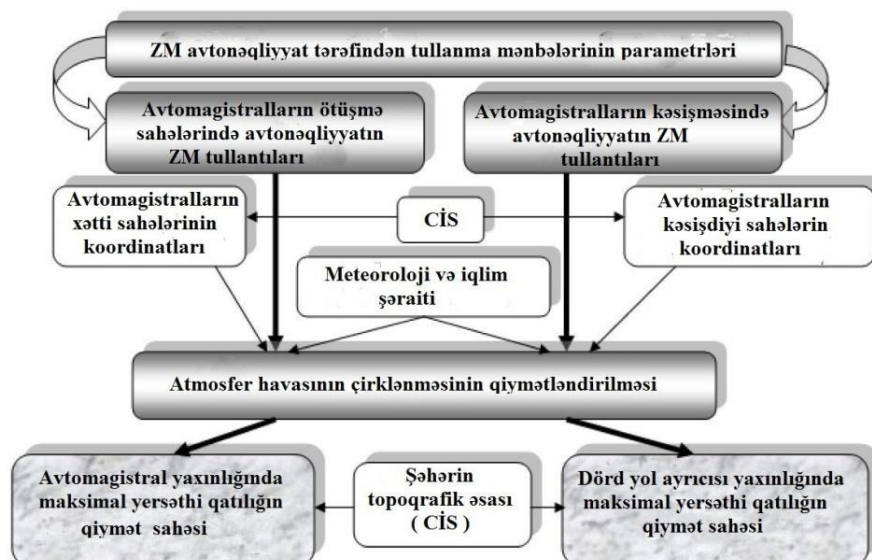 ZM avtonəqliyyat tərəfindən tullanma mənbələrinin parametrləri
Avtomagistralların ötüşmə
sahələrində avtonəqliyyatın
ZM tullantıları
Avtomagistralların kəsişməsində
avtonəqliyyatın ZM
tullantıları
Avtomagistralların
xətti sahələrinin
koordinatları
CİS
Avtomagistralların
kəsişdiyi sahələrin
koordinatları
Meteoroloji və iqlim
şəraiti
Atmosfer havasının çirklənməsinin qiymətləndirilməsi
Avtomagistral yaxınlığında
maksimal yersəthi qatılığın
qiymət sahəsi
Şəhərin
topoqrafik əsası
( CİS )
Dörd yol ayrıcısı yaxınlığında
maksimal yersəthi qatılığın
qiymət sahəsi